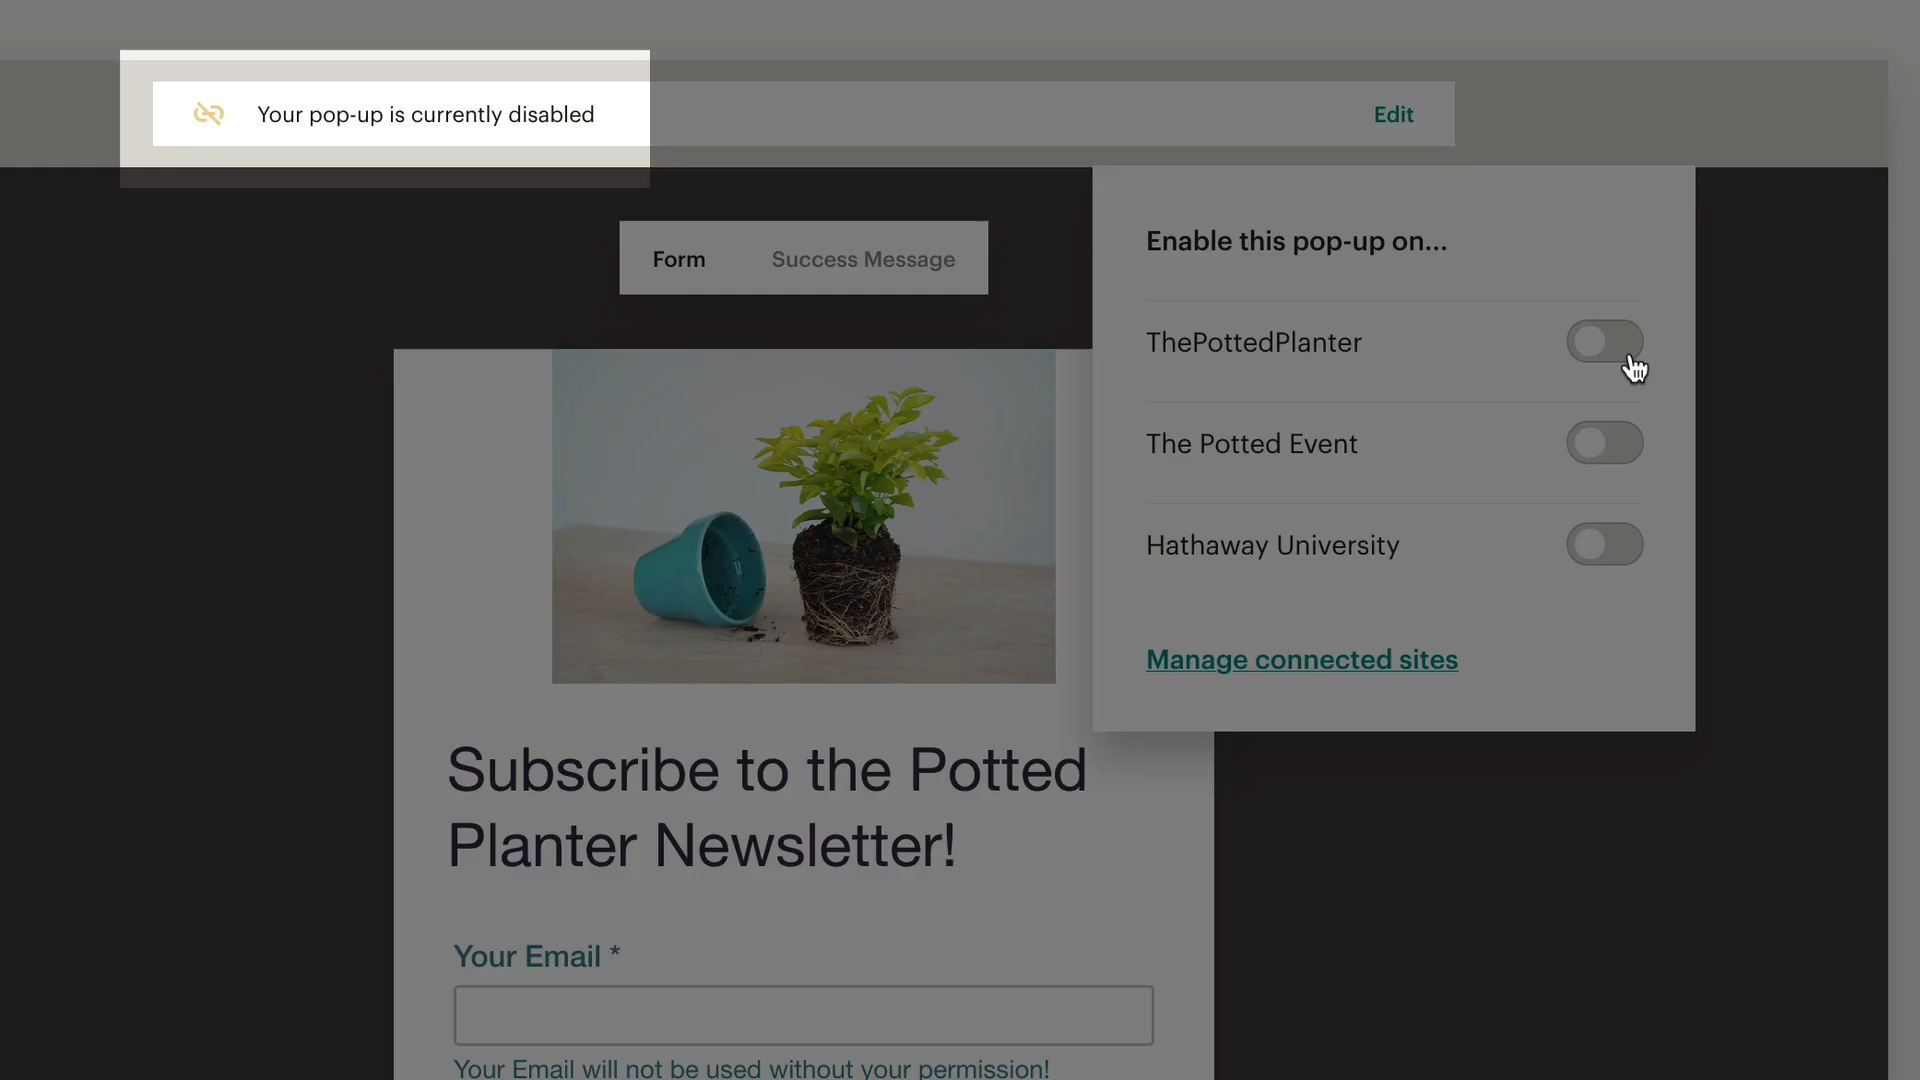 Your pop-up is currently disabled
Edit
Form
Success Message
Enable this pop-up on...
ThePottedPlanter
The Potted Event
Hathaway University
Manage connected sites
Subscribe to the Potted
Planter Newsletter!
Your Email *
Your Email will not be used without your permission!